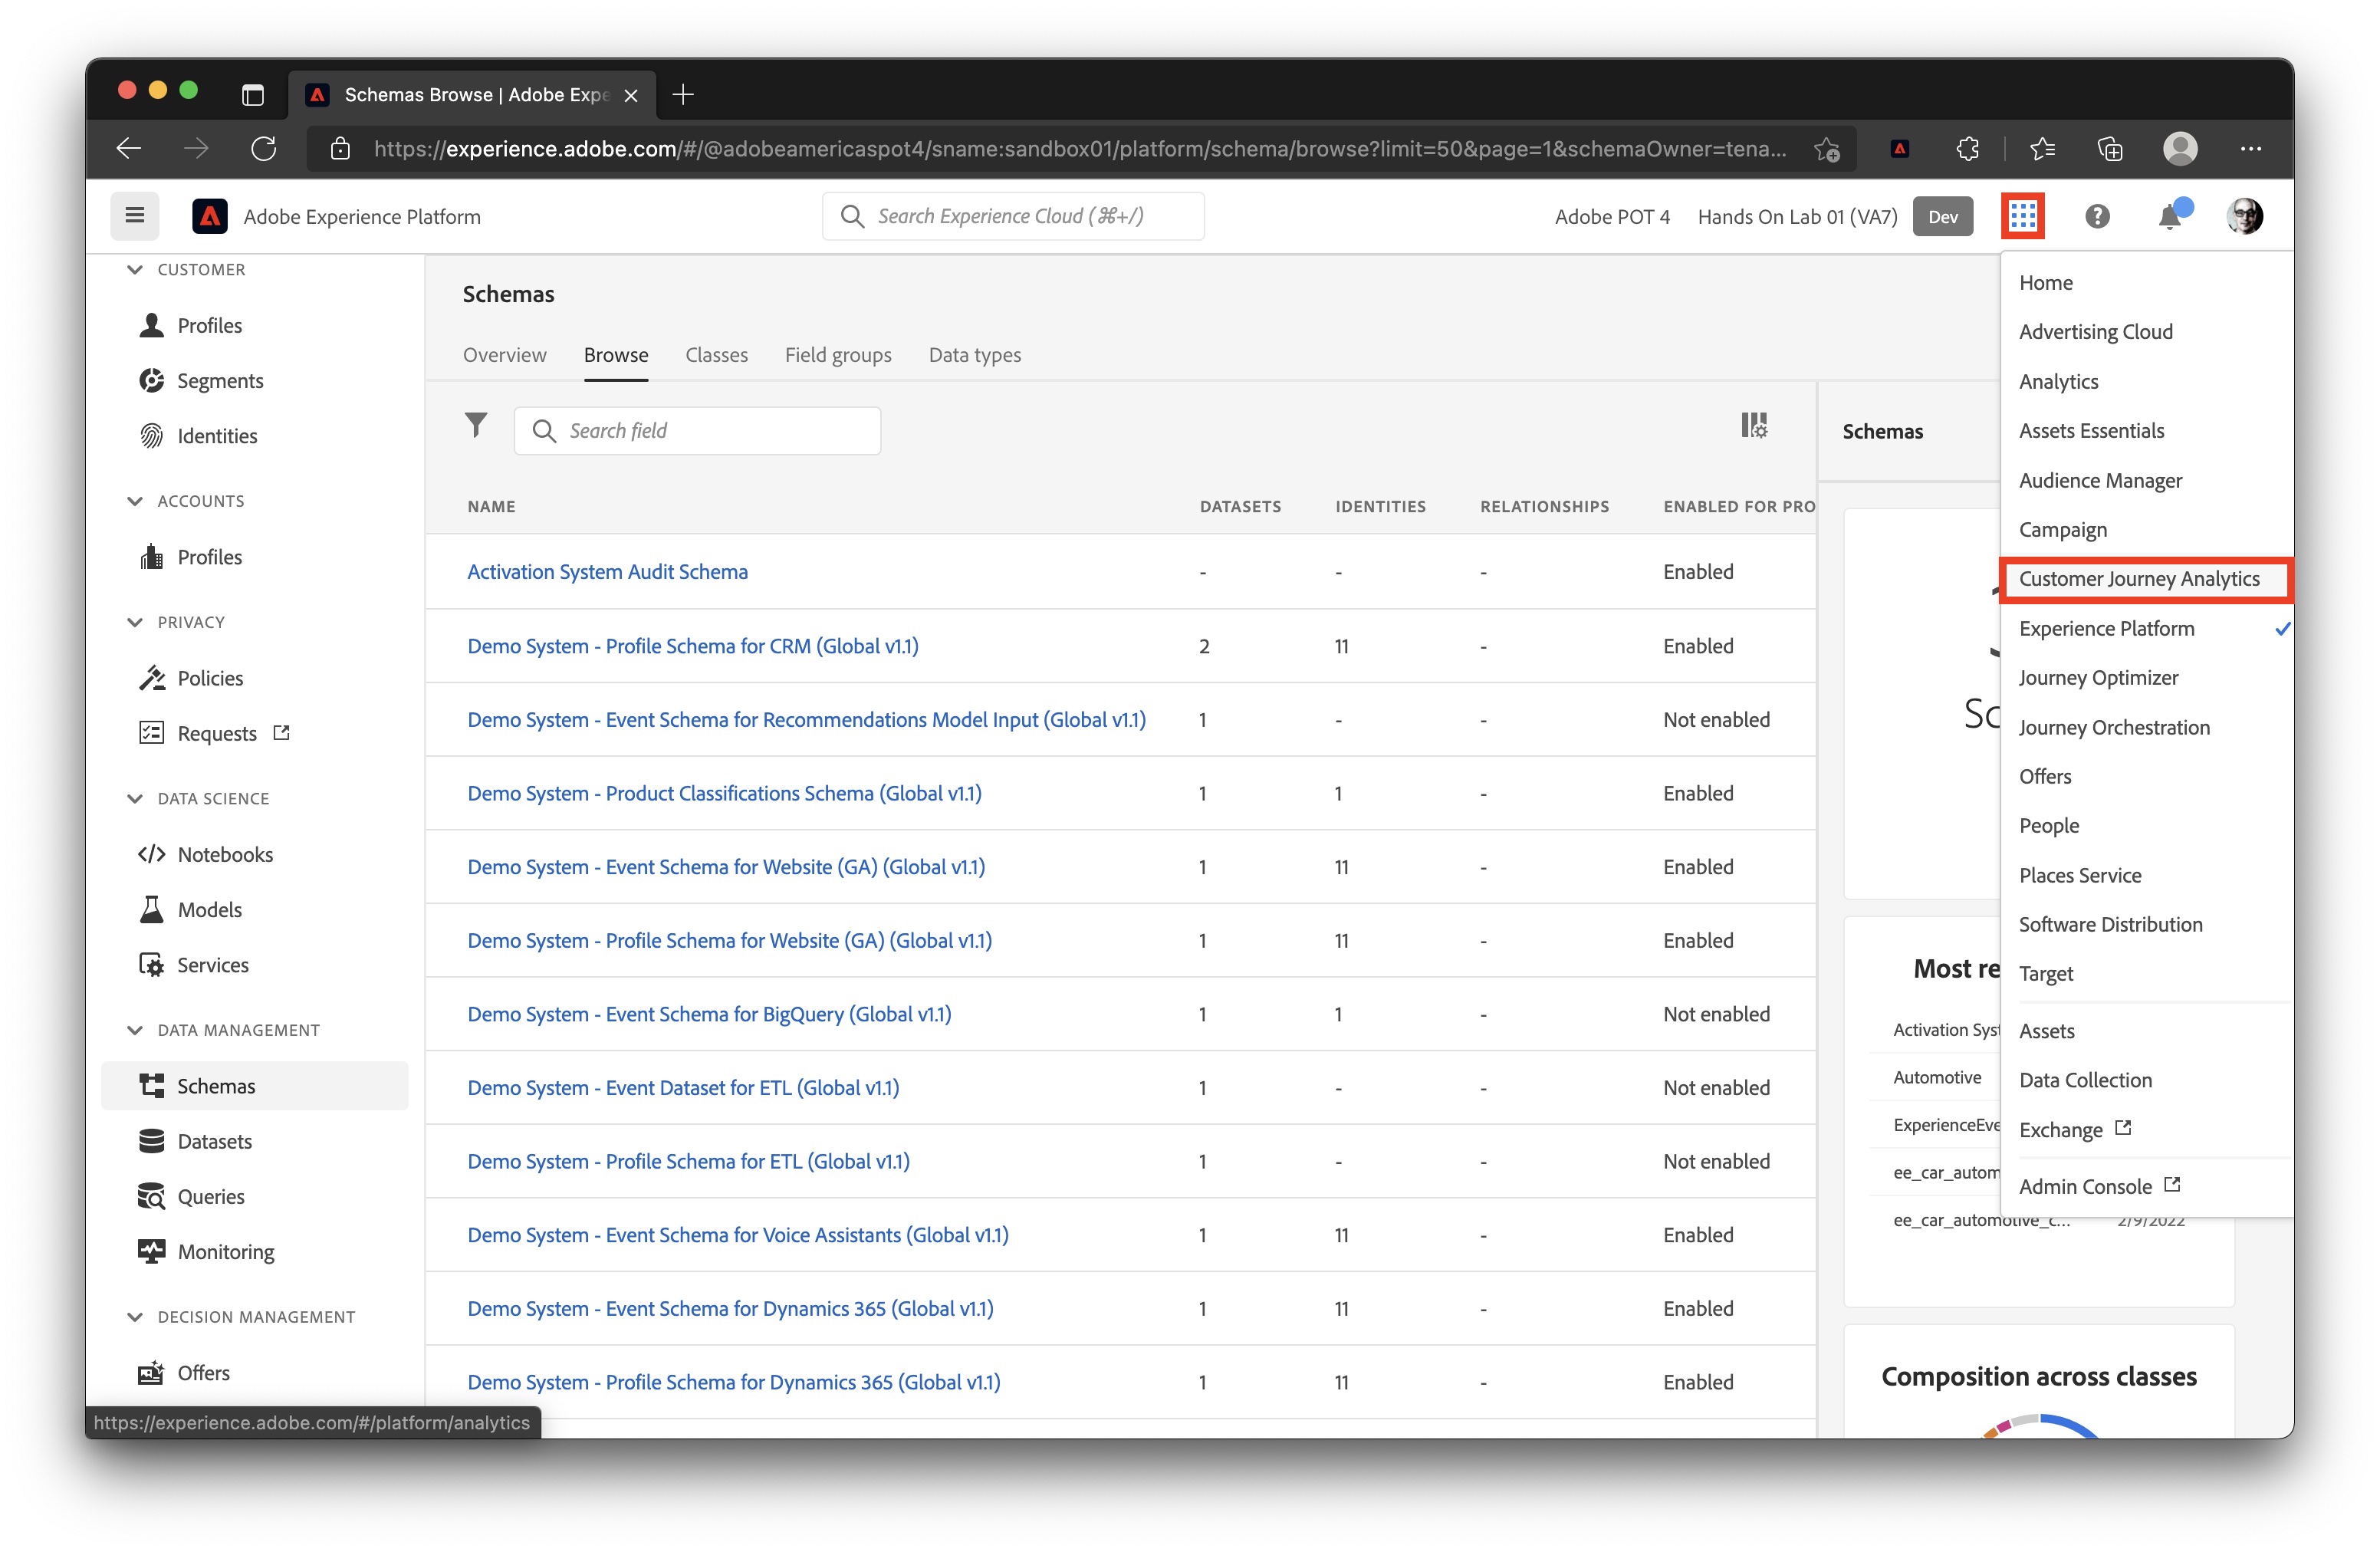 Schemas Browse | Adobe Expe
https://experience.adobe.com/#/@adobeamericaspot4/sname:sandbox01/platform/schema/browse?limit=50&page=1&schemaOwner=tena...
Adobe Experience Platform
Search Experience Cloud (⌘+/)
Adobe POT 4
Hands On Lab 01 (VA7)
Dev
CUSTOMER
Profiles
Segments
Identities
ACCOUNTS
Profiles
PRIVACY
Policies
Requests
DATA SCIENCE
Notebooks
Models
Services
DATA MANAGEMENT
Schemas
Datasets
Queries
Monitoring
DECISION MANAGEMENT
Offers
https://experience.adobe.com/#/platform/analytics
Schemas
Overview Browse Classes Field groups Data types
Search field
NAME DATASETS IDENTITIES RELATIONSHIPS ENABLED FOR PRO
Activation System Audit Schema - - - Enabled
Demo System - Profile Schema for CRM (Global v1.1) 2 11 - Enabled
Demo System - Event Schema for Recommendations Model Input (Global v1.1) 1 - - Not enabled
Demo System - Product Classifications Schema (Global v1.1) 1 1 - Enabled
Demo System - Event Schema for Website (GA) (Global v1.1) 1 11 - Enabled
Demo System - Profile Schema for Website (GA) (Global v1.1) 1 11 - Enabled
Demo System - Event Schema for BigQuery (Global v1.1) 1 1 - Not enabled
Demo System - Event Dataset for ETL (Global v1.1) 1 - - Not enabled
Demo System - Profile Schema for ETL (Global v1.1) 1 - - Not enabled
Demo System - Event Schema for Voice Assistants (Global v1.1) 1 11 - Enabled
Demo System - Event Schema for Dynamics 365 (Global v1.1) 1 11 - Enabled
Demo System - Profile Schema for Dynamics 365 (Global v1.1) 1 11 - Enabled
Schemas
Sc
Most re
Activation Syst
Automotive
ExperienceEve
ee_car_autom
ee_car_automotive_c... 2/9/2022
Composition across classes
Home
Advertising Cloud
Analytics
Assets Essentials
Audience Manager
Campaign
Customer Journey Analytics
Experience Platform
Journey Optimizer
Journey Orchestration
Offers
People
Places Service
Software Distribution
Target
Assets
Data Collection
Exchange
Admin Console